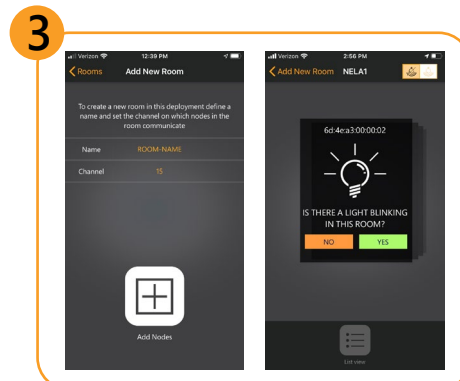 3
Verizon 12:39 PM
Rooms Add New Room
To create a new room in this deployment define a
name and set the channel on which nodes in the
room communicate
Name ROOM-NAME
Channel 15
Add Nodes
Verizon 2:56 PM
Add New Room NELA1
6d:4e:a3:00:00:02
IS THERE A LIGHT BLINKING
IN THIS ROOM?
NO YES
List view